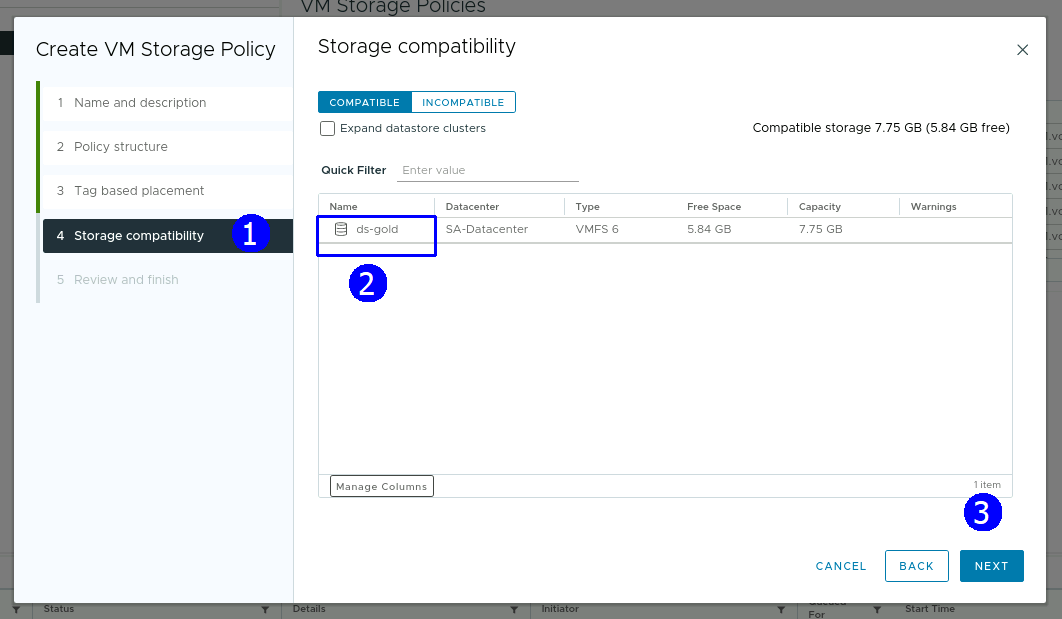 VM Storage Policies
Create VM Storage Policy
1 Name and description
2 Policy structure
3 Tag based placement
4 Storage compatibility
1
5 Review and finish
Storage compatibility
COMPATIBLE INCOMPATIBLE
Expand datastore clusters
Compatible storage 7.75 GB (5.84 GB free)
Quick Filter Enter value
Name Datacenter Type Free Space Capacity Warnings
ds-gold SA-Datacenter VMFS 6 5.84 GB 7.75 GB
2
Manage Columns
1 item
3
CANCEL BACK NEXT
Status Details Initiator Queued For Start Time